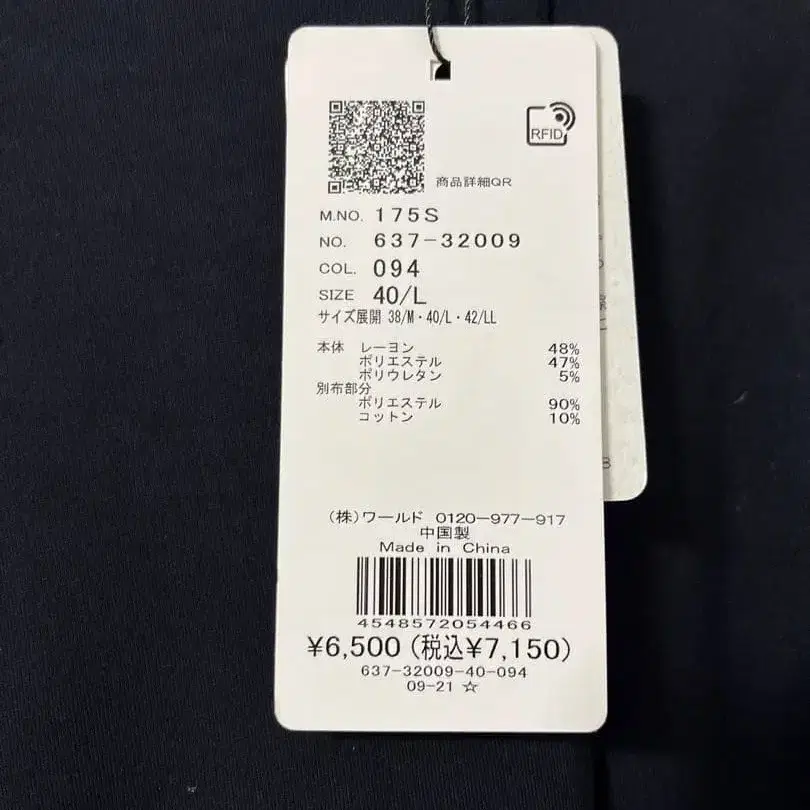 RFID
商品詳細QR
M.NO. 175S
NO. 637-32009
COL. 094
SIZE 40/L
サイズ展開 38/M・40/L・42/LL
本体 レーヨン 48%
ポリエステル 47%
ポリウレタン 5%
別布部分
ポリエステル 90%
コットン 10%
(株)ワールド 0120-977-917
中国製
Made in China
4548572054466
¥6,500(税込¥7,150)
637-32009-40-094
09-21 ☆